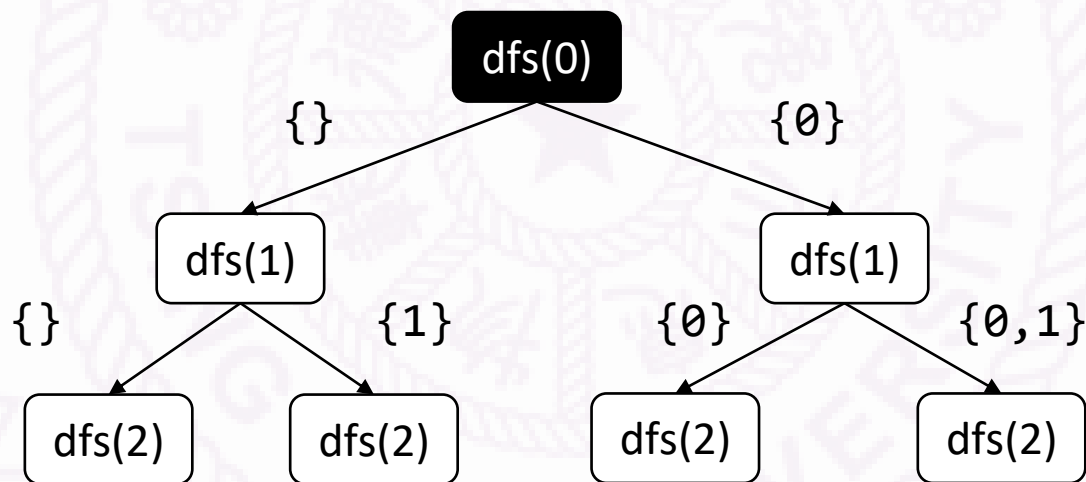 dfs(0)
{} {0}
dfs(1) dfs(1)
{} {1} {0} {0,1}
dfs(2) dfs(2) dfs(2) dfs(2)